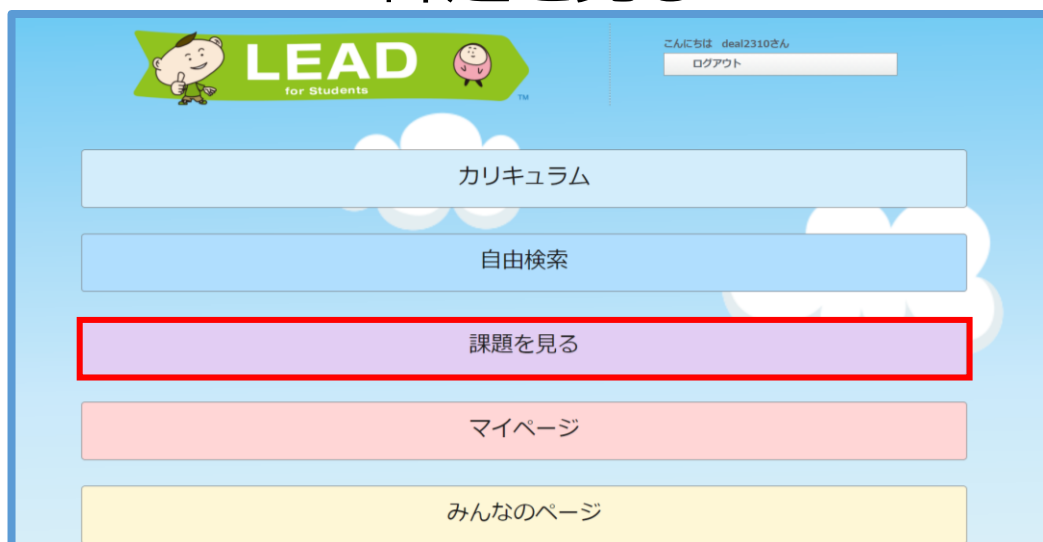 LEAD
for Students
TM
こんにちは deal2310さん
ログアウト
カリキュラム
自由検索
課題を見る
マイページ
みんなのページ